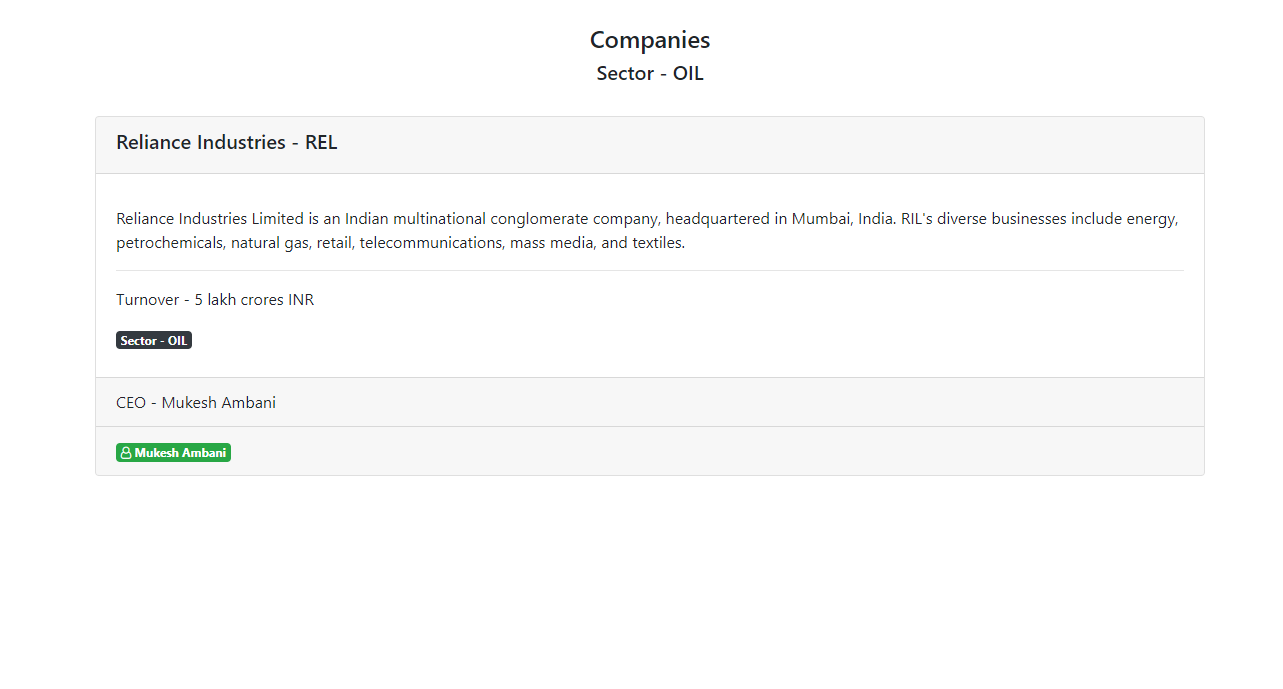 Companies
Sector - OIL
Reliance Industries - REL
Reliance Industries Limited is an Indian multinational conglomerate company, headquartered in Mumbai, India. RIL's diverse businesses include energy,
petrochemicals, natural gas, retail, telecommunications, mass media, and textiles.
Turnover - 5 lakh crores INR
Sector - OIL
CEO - Mukesh Ambani
Mukesh Ambani